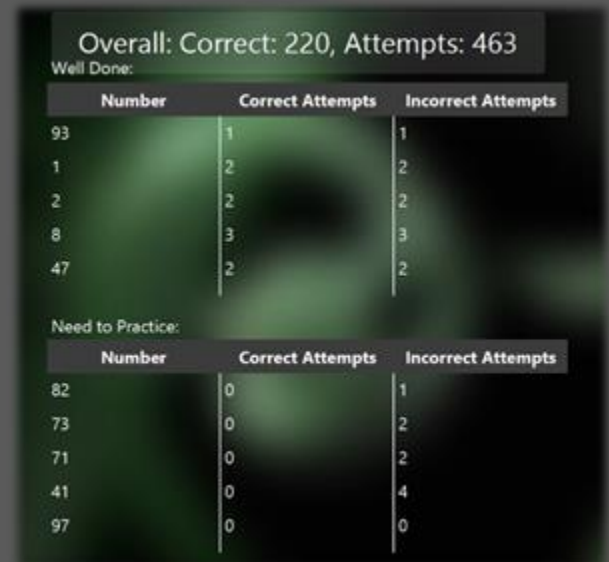 Overall: Correct: 220, Attempts: 463
Well Done:
Number Correct Attempts Incorrect Attempts
93 1 1
1 2 2
2 2 2
8 3 3
47 2 2
Need to Practice:
Number Correct Attempts Incorrect Attempts
82 0 1
73 0 2
71 0 2
41 0 4
97 0 0